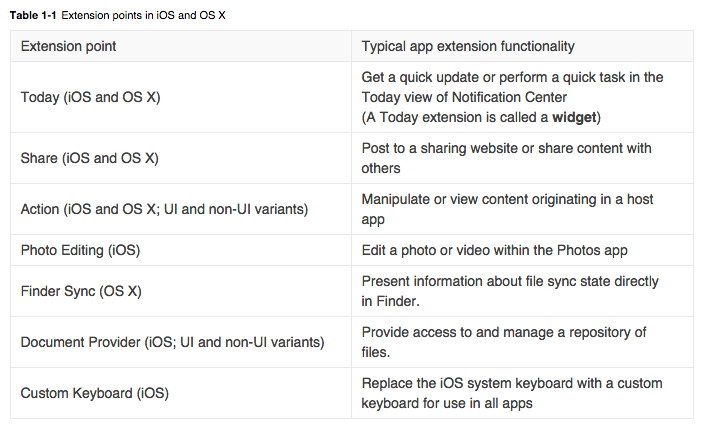 Table 1-1 Extension points in iOS and OS X
Extension point
Typical app extension functionality
Today (iOS and OS X)
Get a quick update or perform a quick task in the
Today view of Notification Center
(A Today extension is called a widget)
Share (iOS and OS X)
Post to a sharing website or share content with
others
Action (iOS and OS X; UI and non-UI variants)
Manipulate or view content originating in a host
app
Photo Editing (iOS)
Edit a photo or video within the Photos app
Finder Sync (OS X)
Present information about file sync state directly
in Finder.
Document Provider (iOS; UI and non-UI variants)
Provide access to and manage a repository of
files.
Custom Keyboard (iOS)
Replace the iOS system keyboard with a custom
keyboard for use in all apps